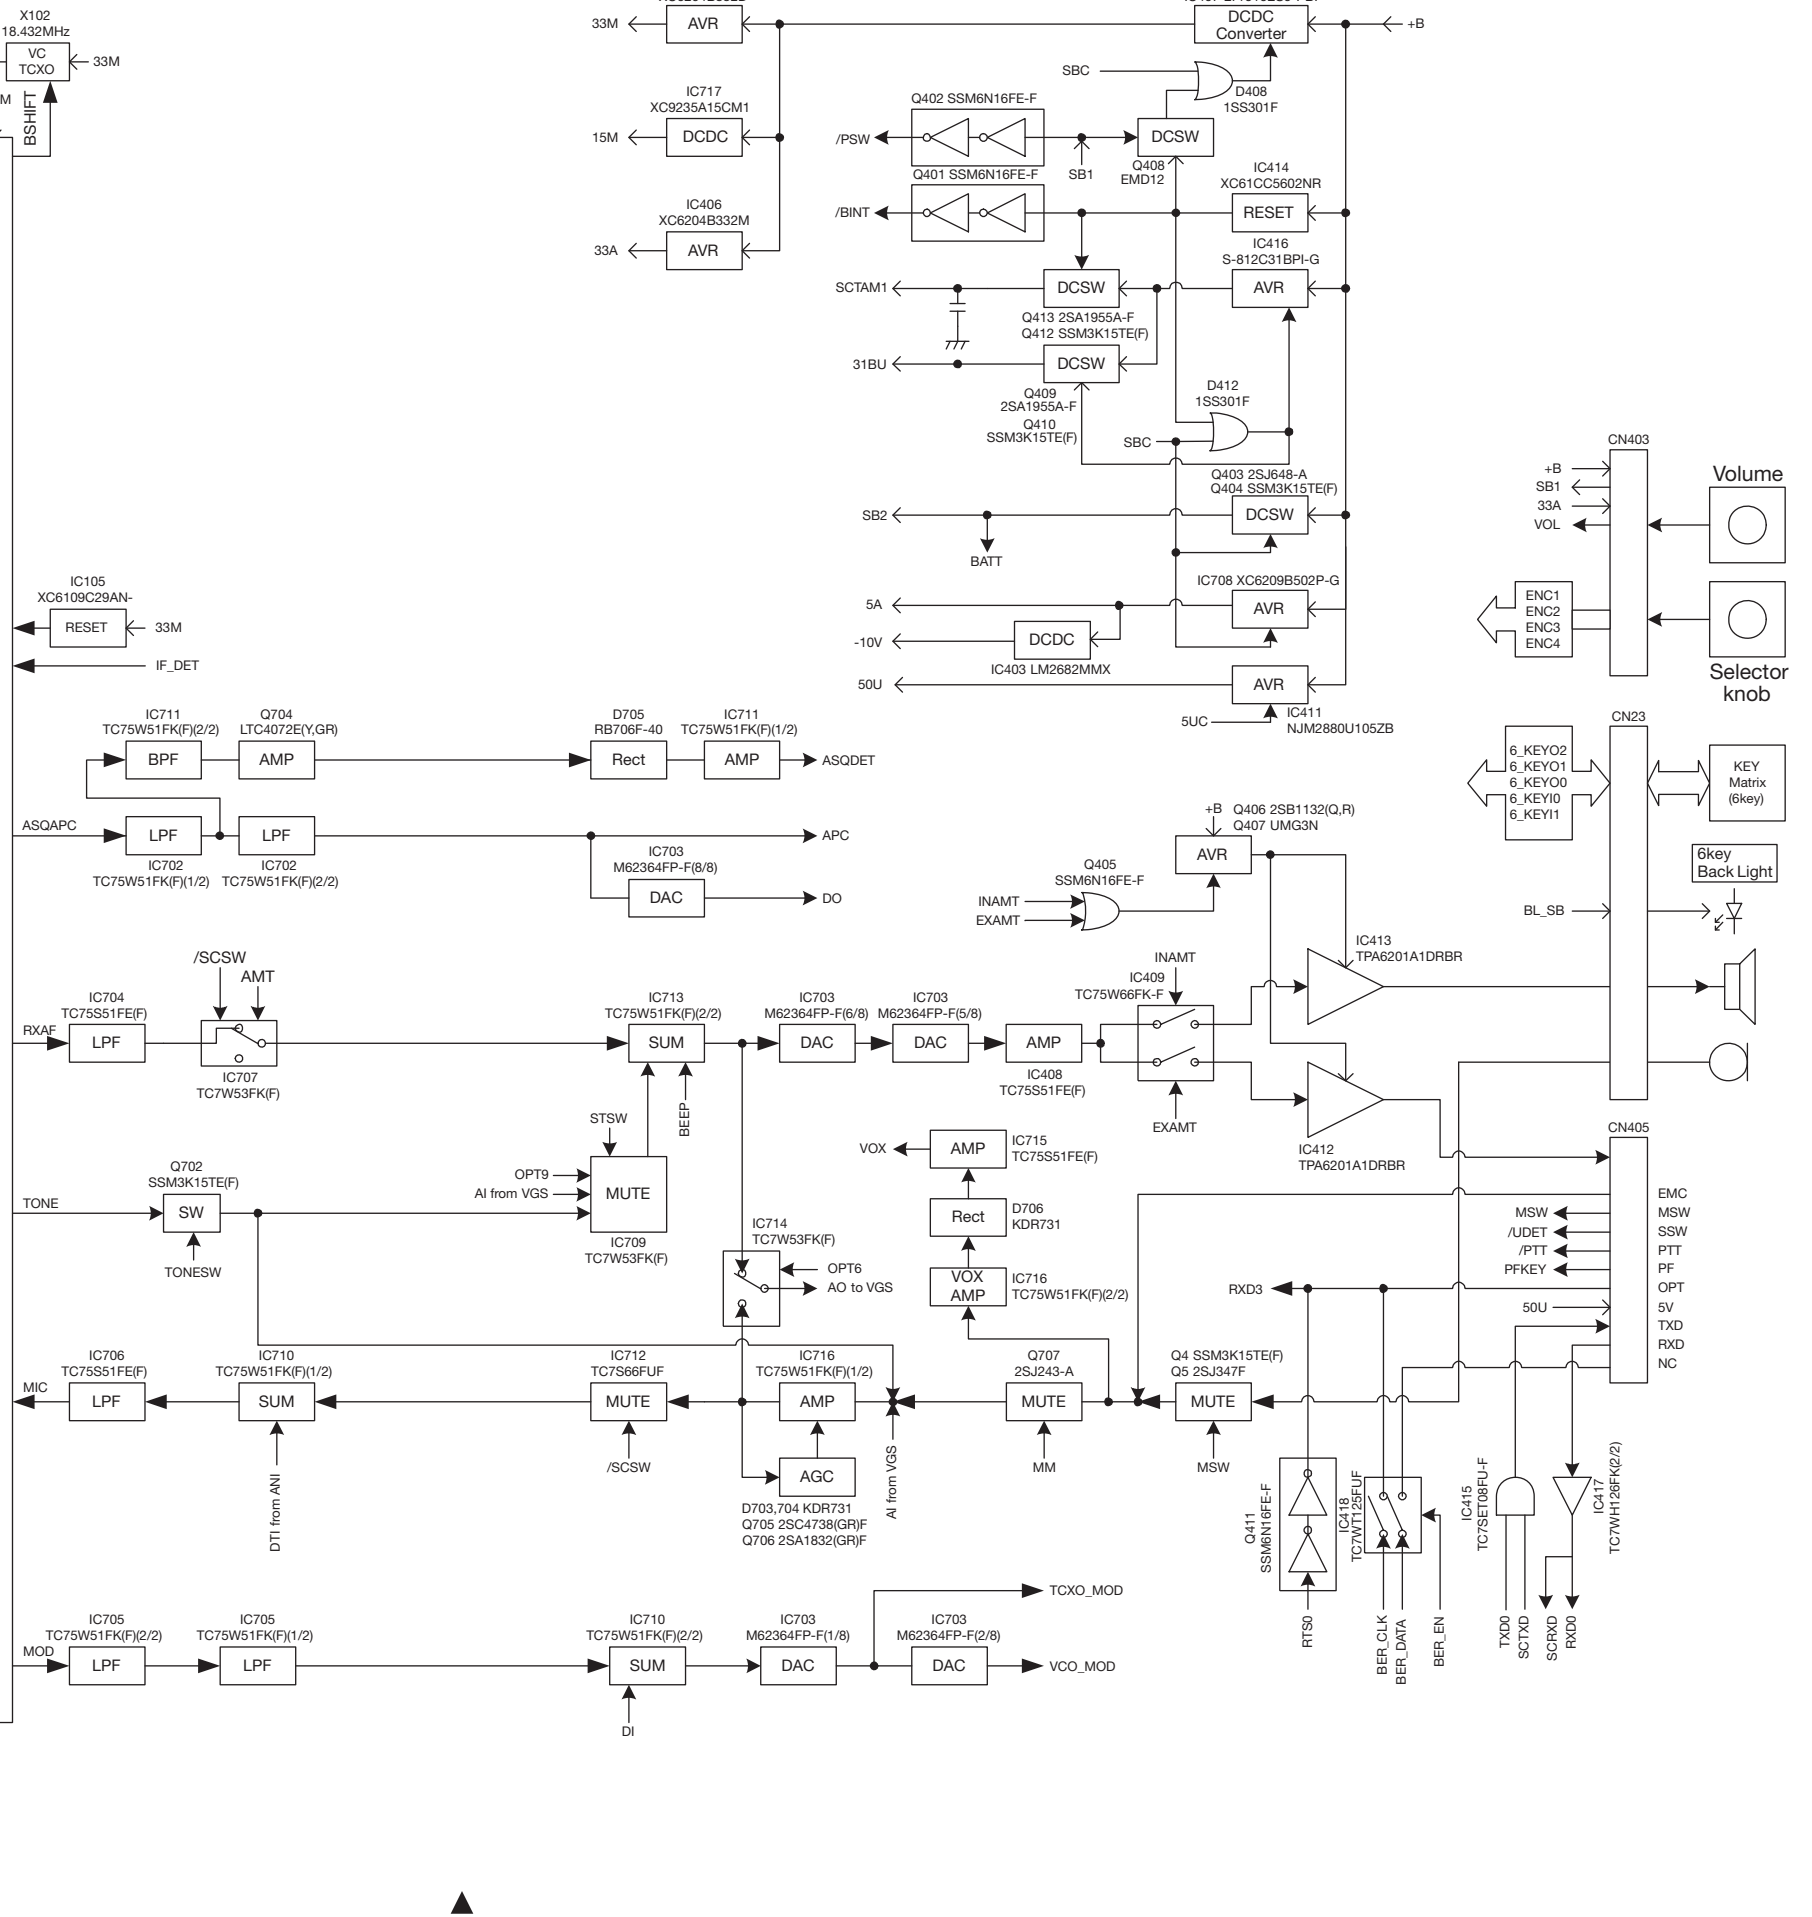 X102
18.432MHz
VC
TCXO
33M
M
BSHIFT
33M
AVR
IC717
XC9235A15CM1
15M
DCDC
IC406
XC6204B332M
33A
AVR
DCDC
Converter
+B
SBC
D408
1SS301F
Q402 SSM6N16FE-F
/PSW
SB1
DCSW
Q408
EMD12
Q401 SSM6N16FE-F
/BINT
IC414
XC61CC5602NR
RESET
IC416
S-812C31BPI-G
AVR
SCTAM1
DCSW
Q413 2SA1955A-F
Q412 SSM3K15TE(F)
31BU
DCSW
Q409
2SA1955A-F
Q410
SSM3K15TE(F)
D412
1SS301F
SBC
Q403 2SJ648-A
Q404 SSM3K15TE(F)
SB2
DCSW
BATT
IC708 XC6209B502P-G
5A
AVR
-10V
DCDC
IC403 LM2682MMX
50U
AVR
5UC
IC411
NJM2880U105ZB
CN403
+B
SB1
33A
VOL
Volume
ENC1
ENC2
ENC3
ENC4
Selector
knob
IC105
XC6109C29AN-
RESET
33M
IF_DET
IC711
TC75W51FK(F)(2/2)
BPF
Q704
LTC4072E(Y,GR)
AMP
D705
RB706F-40
Rect
IC711
TC75W51FK(F)(1/2)
AMP
ASQDET
ASQAPC
LPF
IC702
TC75W51FK(F)(1/2)
LPF
IC702
TC75W51FK(F)(2/2)
APC
IC703
M62364FP-F(8/8)
DAC
DO
CN23
6_KEYO2
6_KEYO1
6_KEYO0
6_KEYI0
6_KEYI1
KEY
Matrix
(6key)
6key
Back Light
BL_SB
+B
Q406 2SB1132(Q,R)
Q407 UMG3N
AVR
Q405
SSM6N16FE-F
INAMT
EXAMT
IC413
TPA6201A1DRBR
/SCSW
AMT
RXAF
IC704
TC75S51FE(F)
LPF
IC707
TC7W53FK(F)
IC713
TC75W51FK(F)(2/2)
SUM
BEEP
IC703
M62364FP-F(6/8)
DAC
IC703
M62364FP-F(5/8)
DAC
AMP
IC408
TC75S51FE(F)
INAMT
IC409
TC75W66FK-F
EXAMT
IC412
TPA6201A1DRBR
TONE
Q702
SSM3K15TE(F)
SW
TONESW
STSW
OPT9
AI from VGS
MUTE
IC709
TC7W53FK(F)
IC714
TC7W53FK(F)
OPT6
AO to VGS
VOX
AMP
IC715
TC75S51FE(F)
Rect
D706
KDR731
VOX
AMP
IC716
TC75W51FK(F)(2/2)
CN405
EMC
MSW
SSW
PTT
PF
OPT
5V
TXD
RXD
NC
MSW
/UDET
/PTT
PFKEY
RXD3
50U
MIC
IC706
TC75S51FE(F)
LPF
IC710
TC75W51FK(F)(1/2)
SUM
DTI from ANI
IC712
TC7S66FUF
MUTE
/SCSW
IC716
TC75W51FK(F)(1/2)
AMP
AGC
D703,704 KDR731
Q705 2SC4738(GR)F
Q706 2SA1832(GR)F
AI from VGS
Q707
2SJ243-A
MUTE
MM
Q4 SSM3K15TE(F)
Q5 2SJ347F
MUTE
MSW
Q411
SSM6N16FE-F
RTS0
IC418
TC7WT125FUF
BER_CLK
BER_DATA
BER_EN
IC415
TC7SET08FU-F
TXD0
SCTXD
IC417
TC7WH126FK(2/2)
SCRXD
RXD0
MOD
IC705
TC75W51FK(F)(2/2)
LPF
IC705
TC75W51FK(F)(1/2)
LPF
IC710
TC75W51FK(F)(2/2)
SUM
DI
IC703
M62364FP-F(1/8)
DAC
IC703
M62364FP-F(2/8)
DAC
TCXO_MOD
VCO_MOD